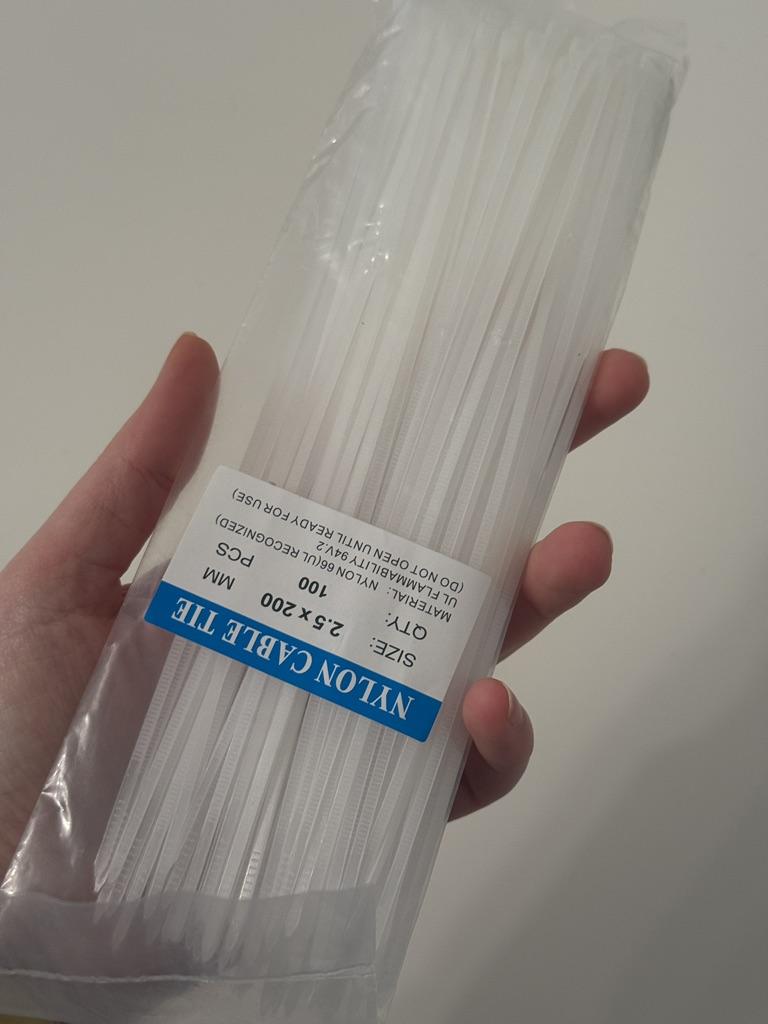 NYLON CABLE TIE
SIZE: 2.5 x 200 MM
QTY: 100 PCS
MATERIAL: NYLON 66(UL RECOGNIZED)
UL FLAMMABILITY 94V.2
(DO NOT OPEN UNTIL READY FOR USE)